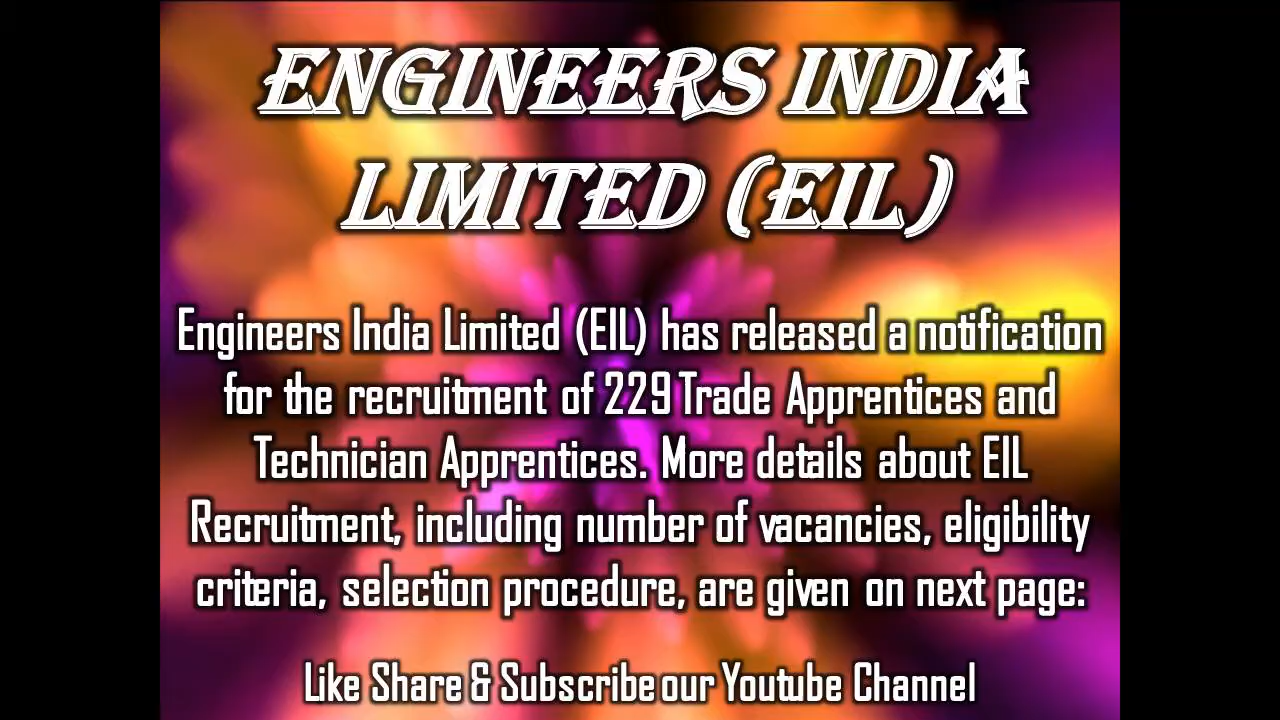 ENGINEERS INDIA
LIMITED (EIL)
Engineers India Limited (EIL) has released a notification
for the recruitment of 229 Trade Apprentices and
Technician Apprentices. More details about EIL
Recruitment, including number of vacancies, eligibility
criteria, selection procedure, are given on next page:
Like Share & Subscribe our Youtube Channel